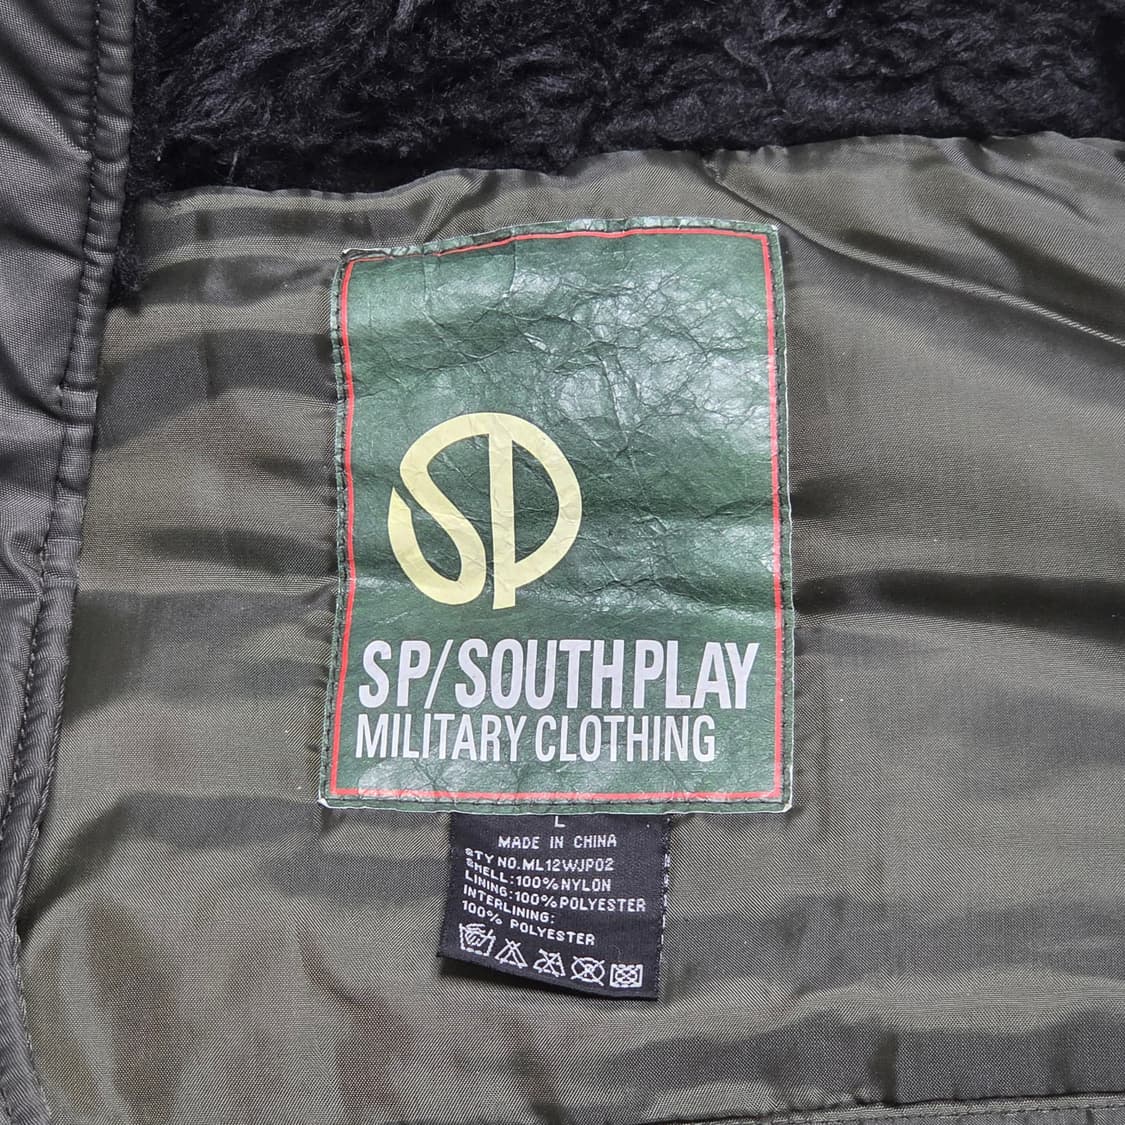 SP
SP/SOUTHPLAY
MILITARY CLOTHING
L
MADE IN CHINA
STY NO.ML12WJP02
SHELL:100%NYLON
LINING:100%POLYESTER
INTERLINING:
100% POLYESTER